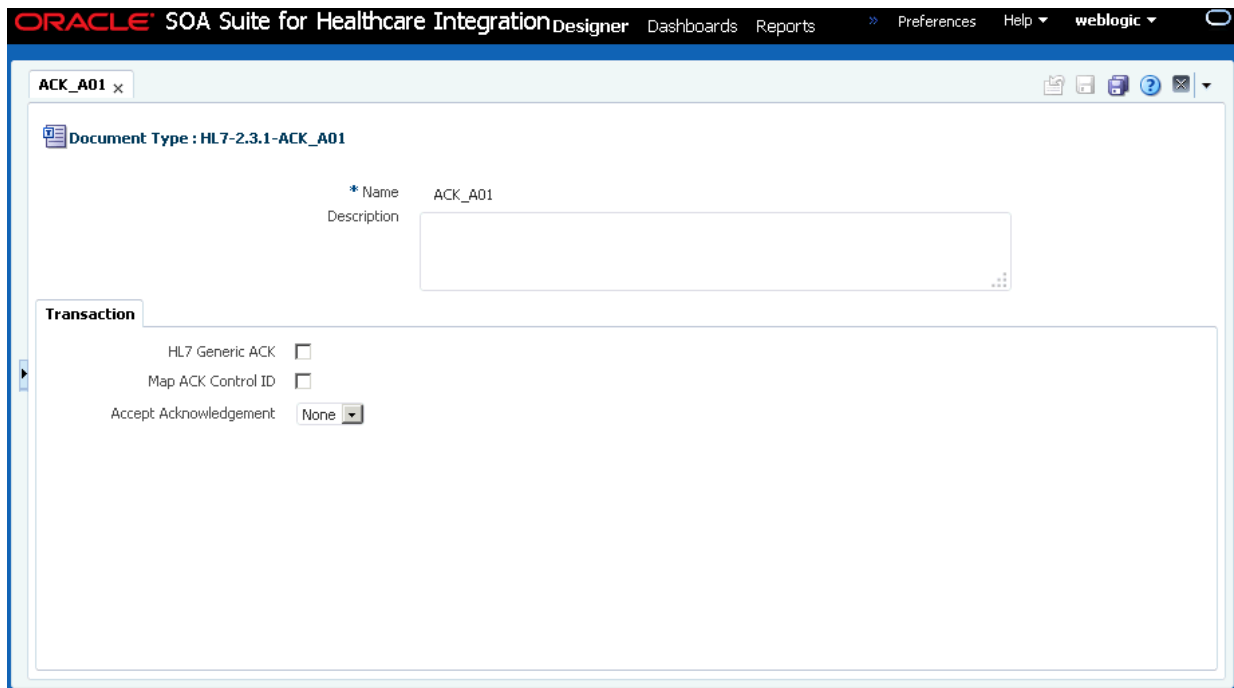 ORACLE SOA Suite for Healthcare Integration Designer Dashboards Reports » Preferences Help weblogic
ACK_A01 x
Document Type : HL7-2.3.1-ACK_A01
* Name ACK_A01
Description
Transaction
HL7 Generic ACK
Map ACK Control ID
Accept Acknowledgement None